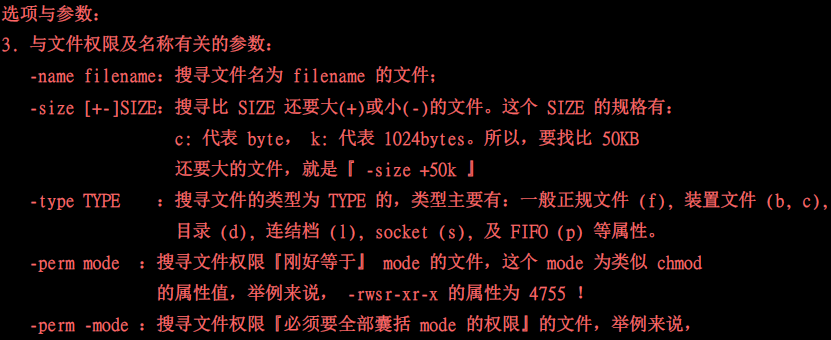 选项与参数：
3. 与文件权限及名称有关的参数：
-name filename：搜寻文件名为 filename 的文件；
-size [+-]SIZE：搜寻比 SIZE 还要大(+)或小(-)的文件。这个 SIZE 的规格有：
c: 代表 byte， k: 代表 1024bytes。所以，要找比 50KB
还要大的文件，就是『 -size +50k 』
-type TYPE ：搜寻文件的类型为 TYPE 的，类型主要有：一般正规文件 (f), 装置文件 (b, c),
目录 (d), 连结档 (l), socket (s), 及 FIFO (p) 等属性。
-perm mode ：搜寻文件权限『刚好等于』 mode 的文件，这个 mode 为类似 chmod
的属性值，举例来说， -rwsr-xr-x 的属性为 4755 ！
-perm -mode ：搜寻文件权限『必须要全部囊括 mode 的权限』的文件，举例来说，